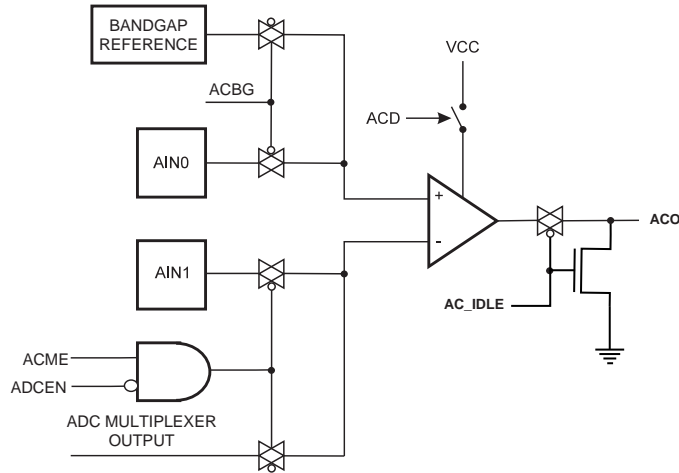 BANDGAP
REFERENCE
VCC
ACBG
ACD
AIN0
+
ACO
-
AIN1
AC_IDLE
ACME
ADCEN
ADC MULTIPLEXER
OUTPUT